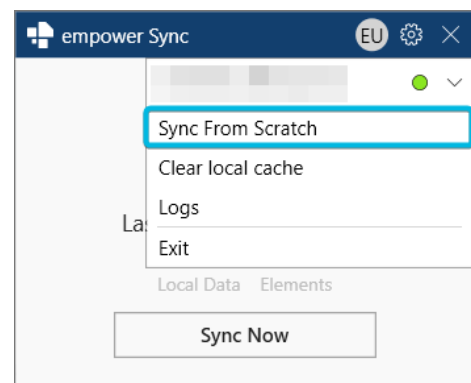 empower Sync
EU
Sync From Scratch
Clear local cache
Logs
Exit
Local Data Elements
Sync Now